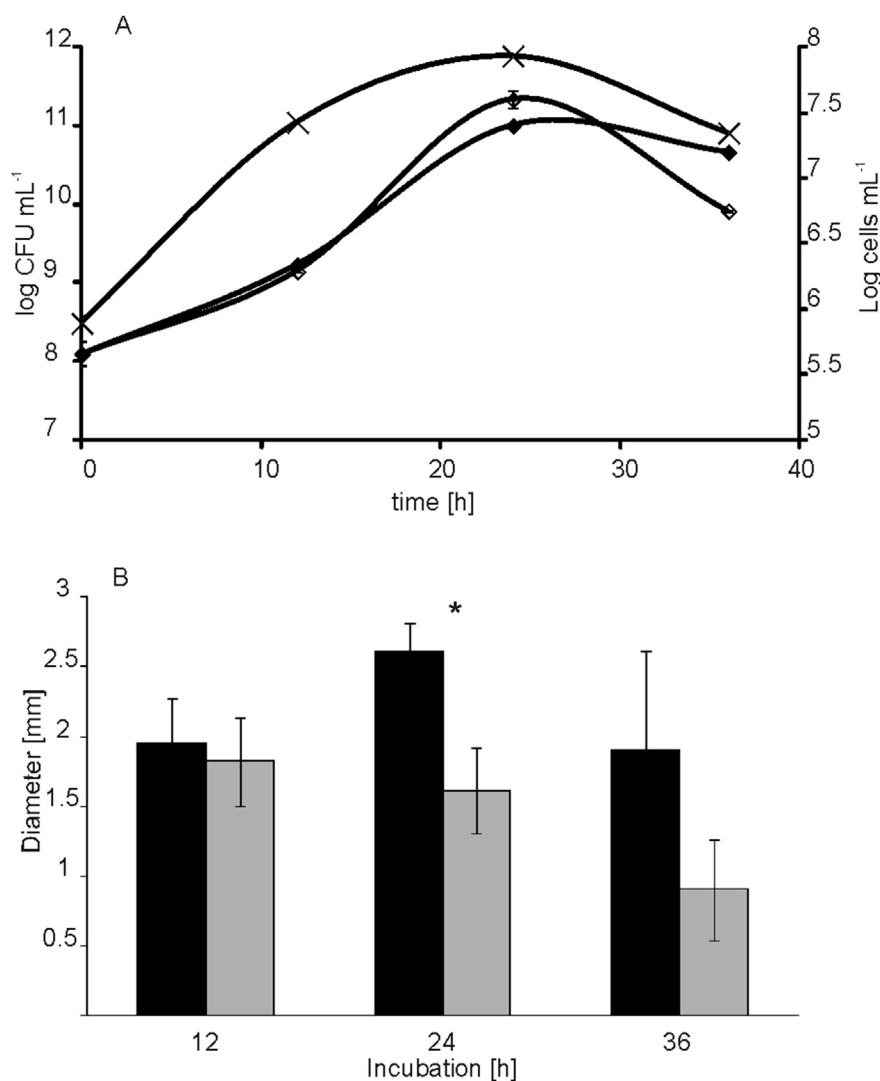 A
12
11
10
9
8
7
log CFU mL-1
8
7.5
7
6.5
6
5.5
5
Log cells mL-1
0 10 20 30 40
time [h]
B
3
2.5
2
1.5
1
0.5
Diameter [mm]
*
12 24 36
Incubation [h]